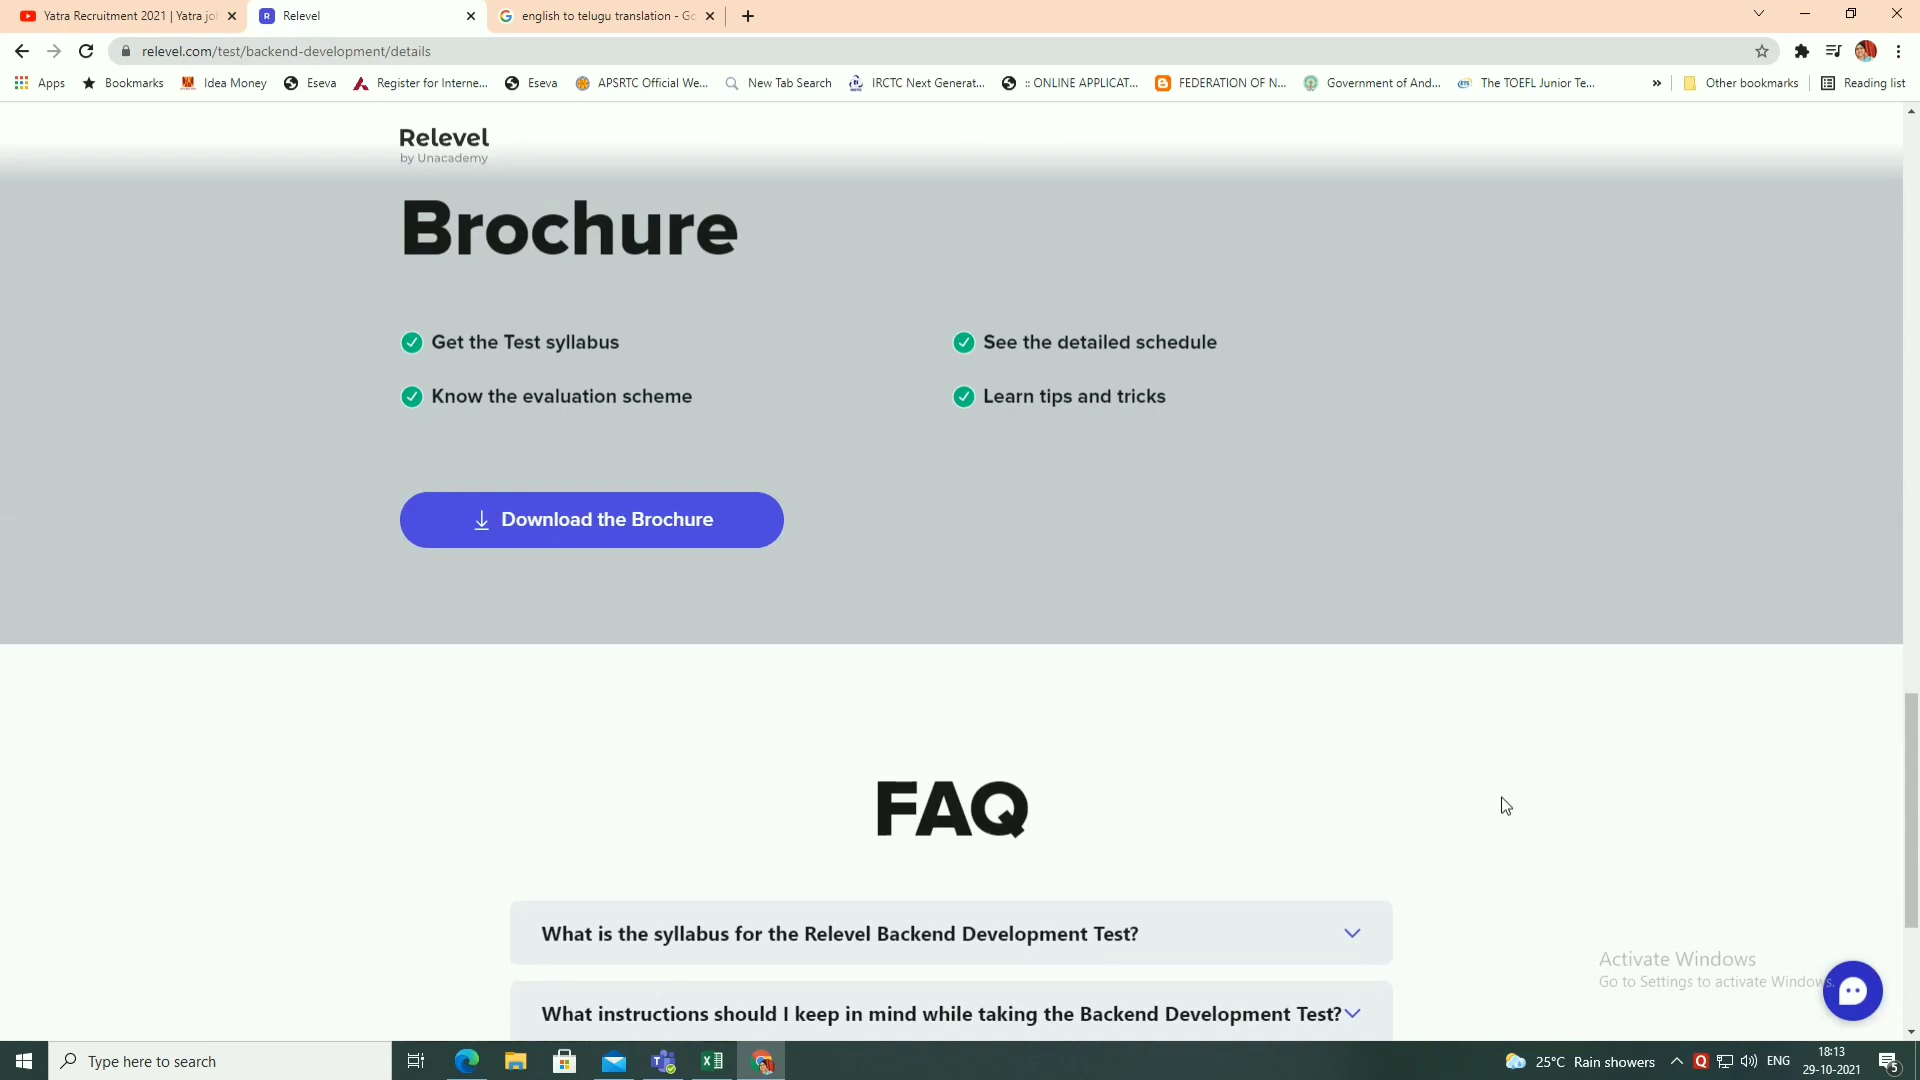 Yatra Recruitment 2021 | Yatra jo
Relevel
english to telugu translation - Go
relevel.com/test/backend-development/details
Apps
Bookmarks
Idea Money
Eseva
Register for Interne...
Eseva
APSRTC Official We...
New Tab Search
IRCTC Next Generat...
:: ONLINE APPLICAT...
FEDERATION OF N...
Government of And...
The TOEFL Junior Te...
»
Other bookmarks
Reading list
Relevel
by Unacademy
Brochure
Get the Test syllabus
See the detailed schedule
Know the evaluation scheme
Learn tips and tricks
Download the Brochure
FAQ
What is the syllabus for the Relevel Backend Development Test?
What instructions should I keep in mind while taking the Backend Development Test?
Activate Windows
Go to Settings to activate Windows.
Type here to search
25°C Rain showers
ENG
18:13
29-10-2021
5